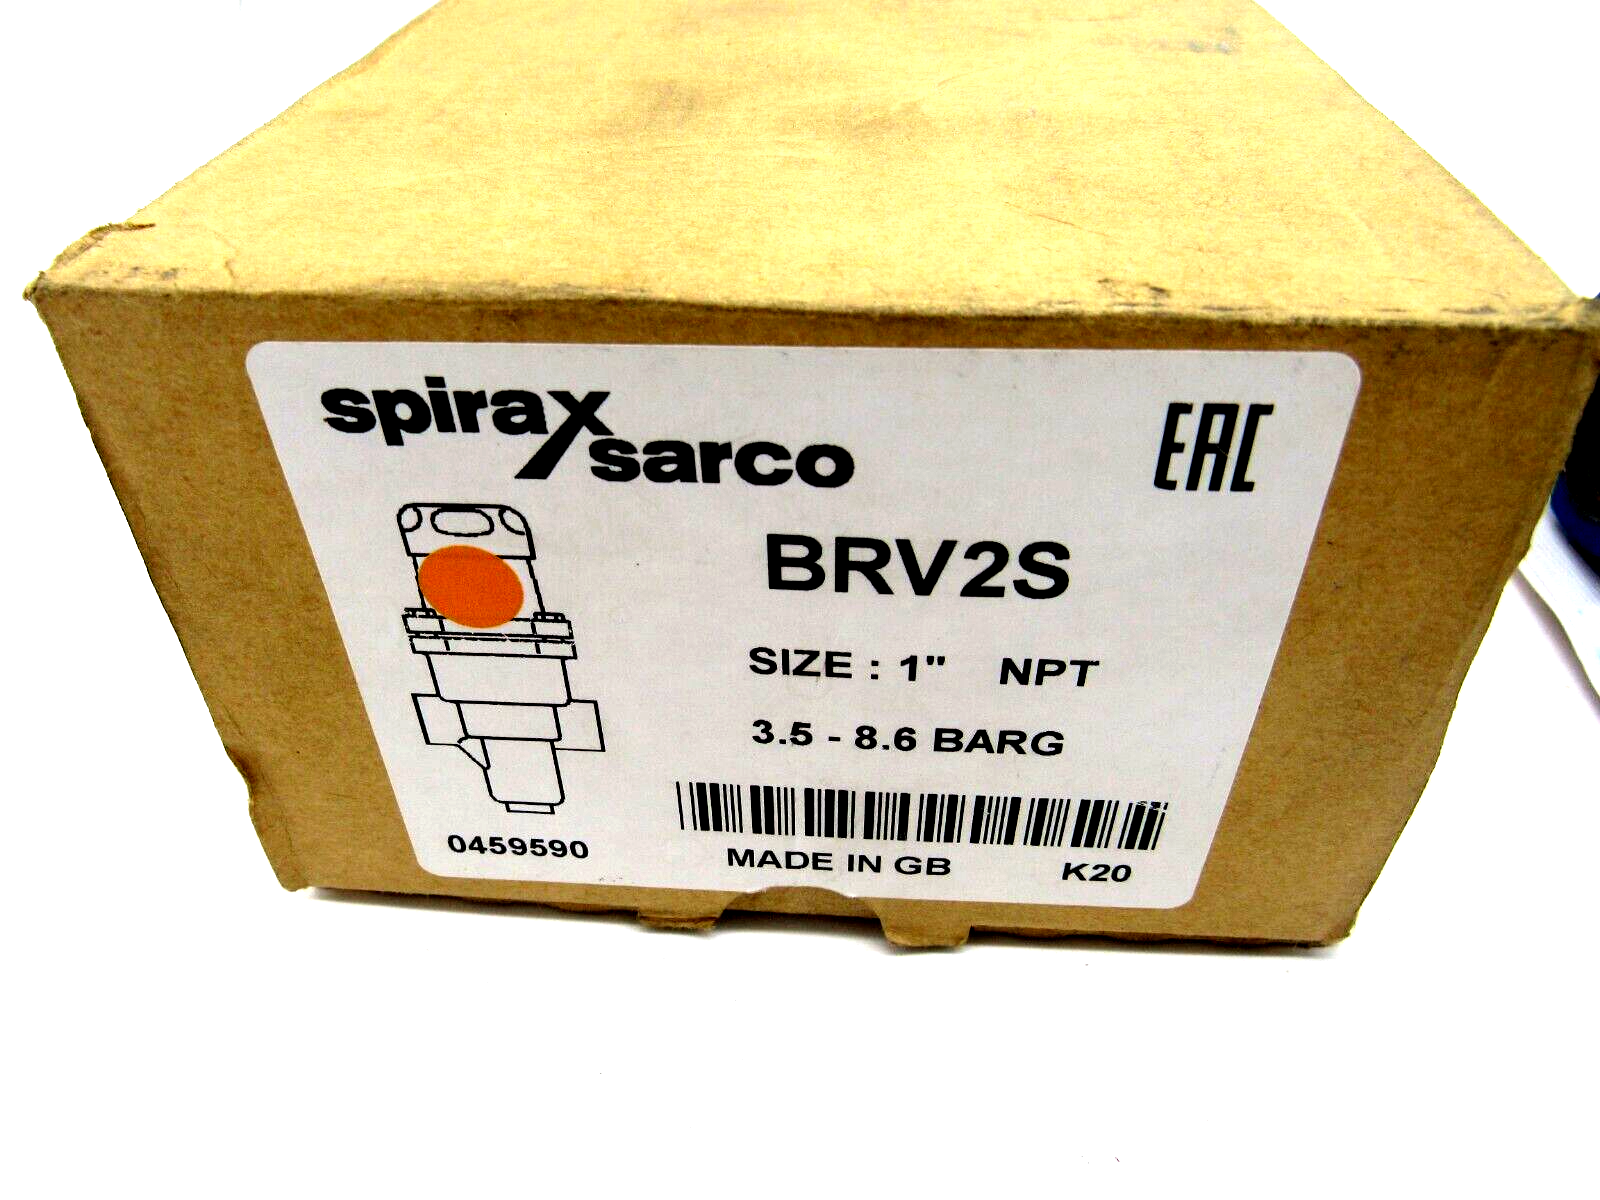 spirax
sarco
EAC
BRV2S
SIZE : 1" NPT
3.5 - 8.6 BARG
0459590
MADE IN GB
K20